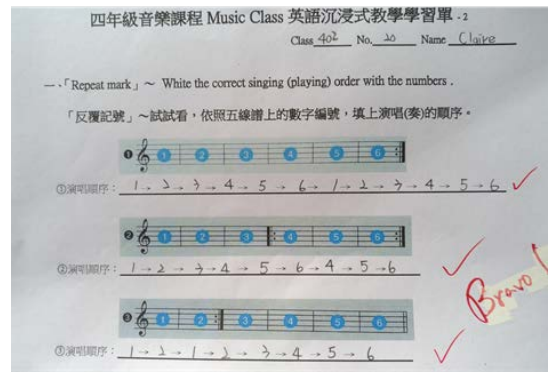 四年級音樂課程 Music Class 英語沉浸式教學學習單 - 2
Class 402 No. 20 Name Claire
一、「Repeat mark」～ White the correct singing (playing) order with the numbers .
「反覆記號」～試試看，依照五線譜上的數字編號，填上演唱(奏)的順序。
❶ 1 2 3 4 5 6
①演唱順序： 1 → 2 → 3 → 4 → 5 → 6 → 1 → 2 → 3 → 4 → 5 → 6
❷ 1 2 3 4 5 6
②演唱順序： 1 → 2 → 3 → 4 → 5 → 6 → 4 → 5 → 6
Bravo!
❸ 1 2 3 4 5 6
③演唱順序： 1 → 2 → 1 → 2 → 3 → 4 → 5 → 6